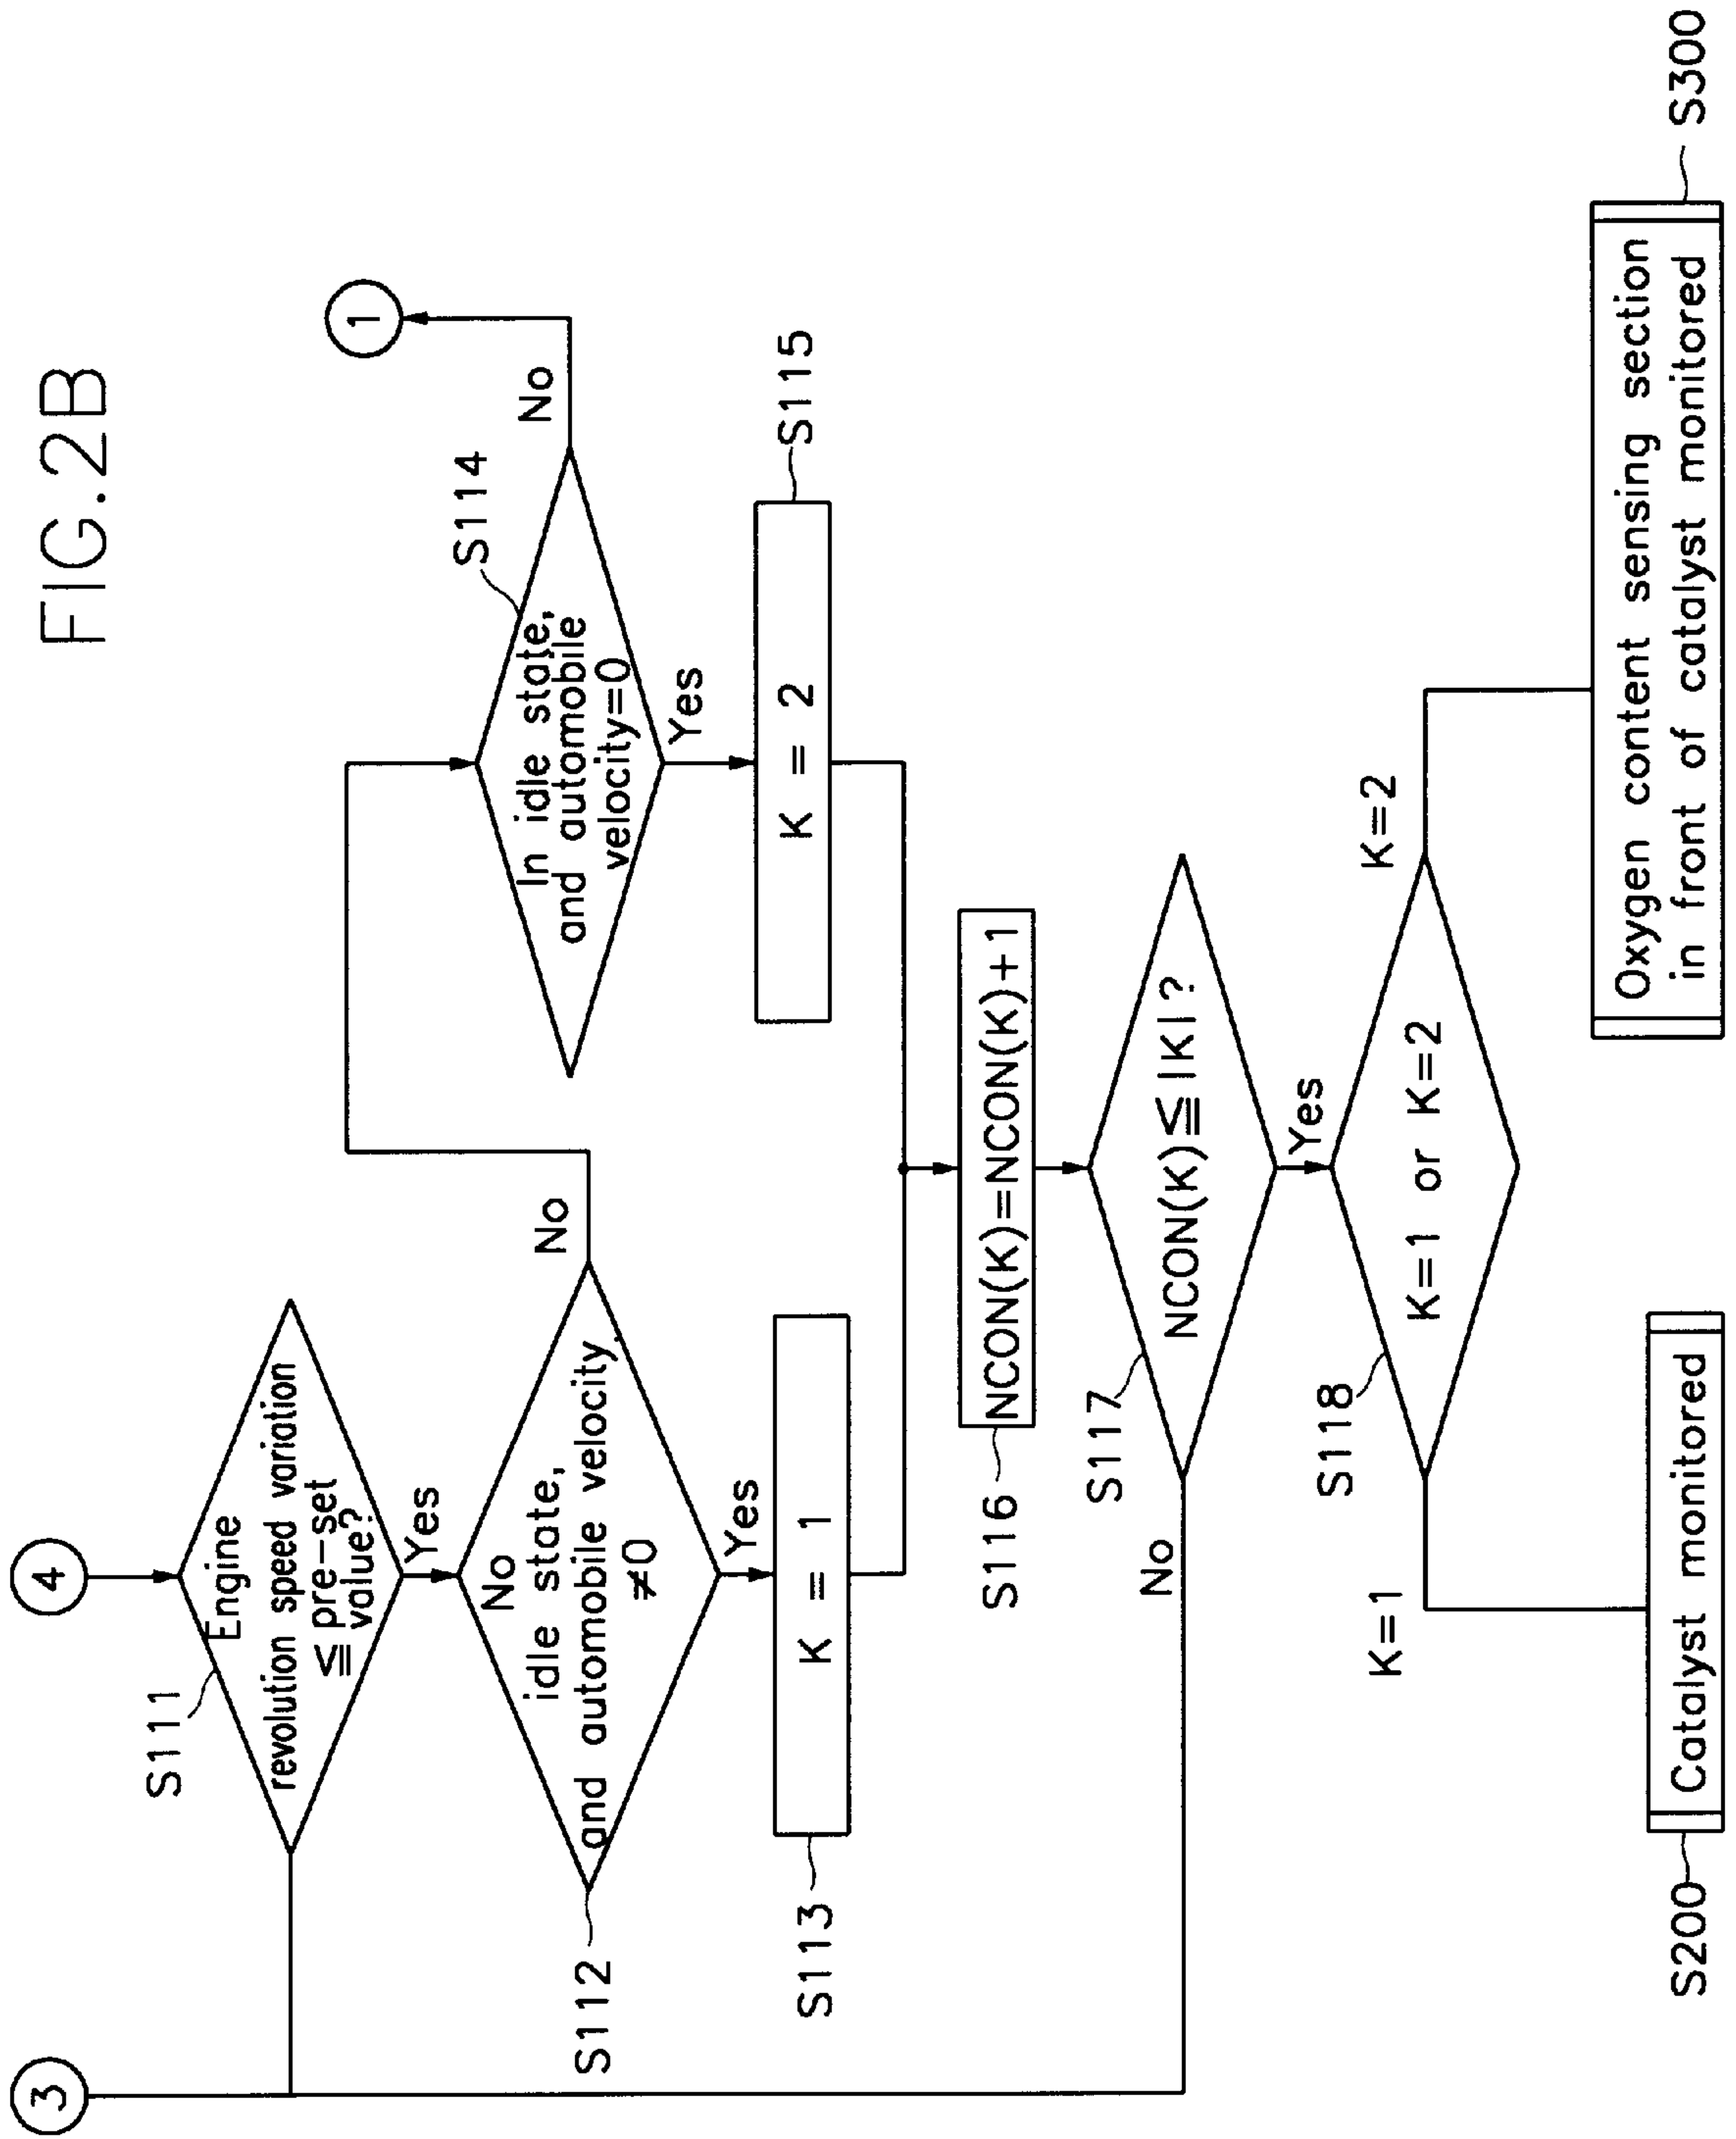 FIG.2B
3
4
1
S111
Engine
revolution speed variation
≦ pre-set
value?
Yes
S112
No
idle state,
and automobile velocity
≠0
No
Yes
S113
K = 1
S114
In idle state,
and automobile
velocity=0
No
Yes
K = 2
S115
S116
NCON(K)=NCON(K)+1
S117
NCON(K)≦|K|?
No
Yes
S118
K=1 or K=2
K=1
K=2
S200
Catalyst monitored
Oxygen content sensing section
in front of catalyst monitored
S300